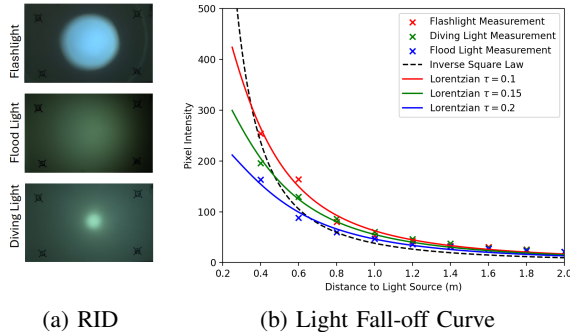 Flashlight
Flood Light
Diving Light
(a) RID
Pixel Intensity
500
400
300
200
100
0
Flashlight Measurement
Diving Light Measurement
Flood Light Measurement
Inverse Square Law
Lorentzian τ = 0.1
Lorentzian τ = 0.15
Lorentzian τ = 0.2
0.2 0.4 0.6 0.8 1.0 1.2 1.4 1.6 1.8 2.0
Distance to Light Source (m)
(b) Light Fall-off Curve